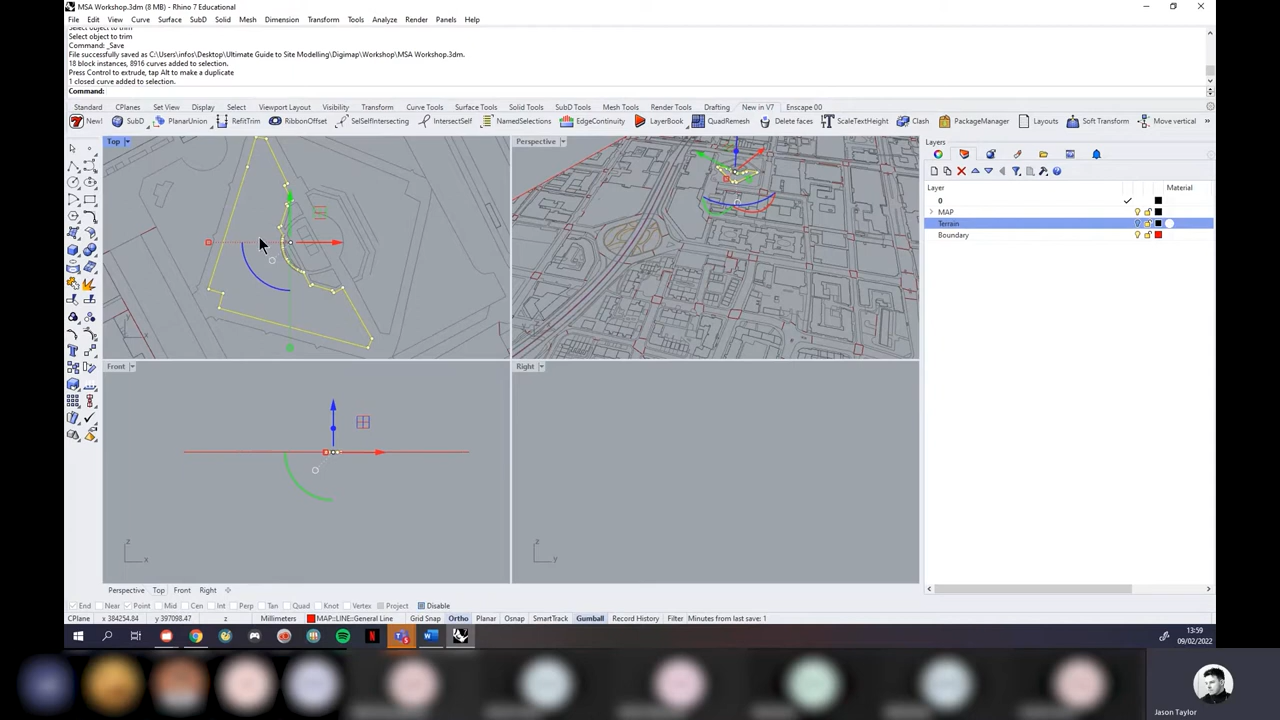 MSA Workshop.3dm (8 MB) - Rhino 7 Educational
File Edit View Curve Surface SubD Solid Mesh Dimension Transform Tools Analyze Render Panels Help
Select object to trim
Select object to trim
Command: _Save
File successfully saved as C:\Users\infos\Desktop\Ultimate Guide to Site Modelling\Digimap\Workshop\MSA Workshop.3dm.
18 block instances, 8916 curves added to selection.
Press Control to extrude, tap Alt to make a duplicate
1 closed curve added to selection.
Command:
Standard CPlanes Set View Display Select Viewport Layout Visibility Transform Curve Tools Surface Tools Solid Tools SubD Tools Mesh Tools Render Tools Drafting New in V7 Enscape 00
New! SubD PlanarUnion RefitTrim RibbonOffset SelfIntersecting IntersectSelf NamedSelections EdgeContinuity LayerBook QuadRemesh Delete faces ScaleTextHeight Clash PackageManager Layouts Soft Transform Move vertical »
Top
Perspective
Layers
Layer Material
0
MAP
Terrain
Boundary
Front
z
x
Right
z
y
Perspective Top Front Right
End Near Point Mid Cen Int Perp Tan Quad Knot Vertex Project Disable
CPlane x 384254.84 y 397098.47 z Millimeters MAP::LINE::General Line Grid Snap Ortho Planar Osnap SmartTrack Gumball Record History Filter Minutes from last save: 1
13:59
09/02/2022
Jason Taylor